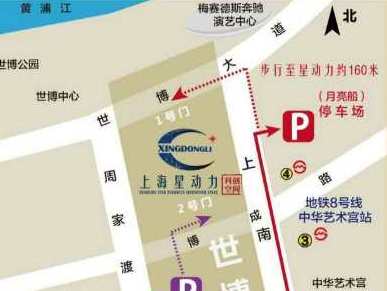 黄浦江
梅赛德斯奔驰
演艺中心
北
世博公园
世博中心
世博大道
步行至星动力约160米
(月亮船)
停车场
P
1号门
XINGDONGLI
上海星动力
科创
空间
2号门
④
地铁8号线
中华艺术宫站
③
周家渡
上南路
博成
世博
P
中华艺术宫